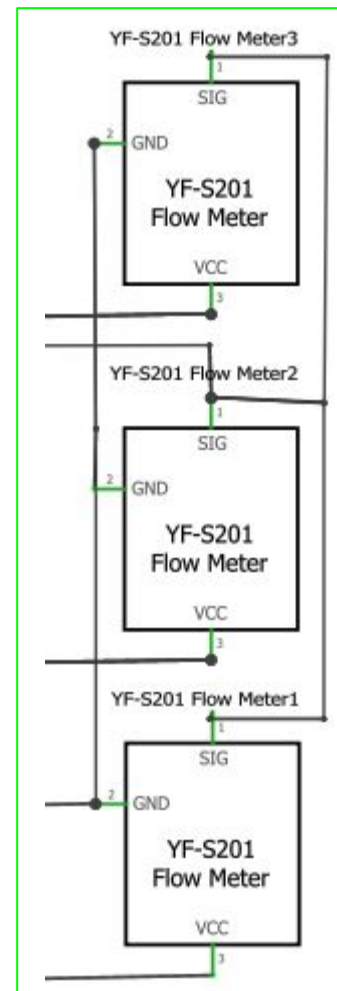 YF-S201 Flow Meter3
1
SIG
2
GND
YF-S201
Flow Meter
VCC
3
YF-S201 Flow Meter2
1
SIG
2
GND
YF-S201
Flow Meter
VCC
3
YF-S201 Flow Meter1
1
SIG
2
GND
YF-S201
Flow Meter
VCC
3